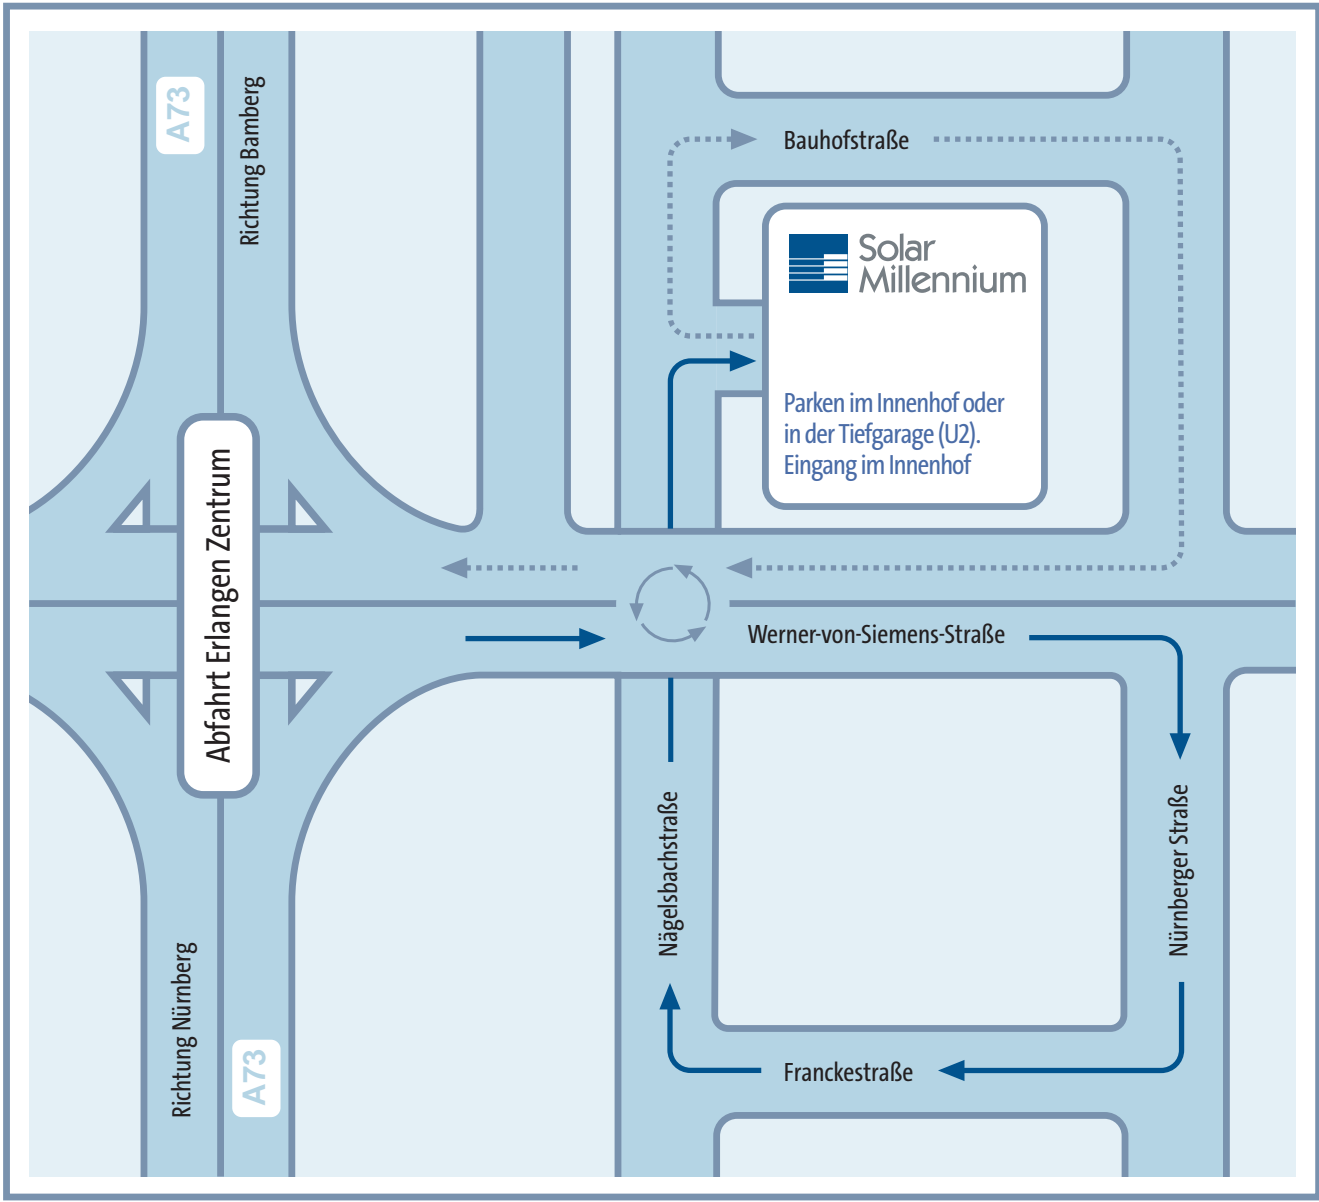 A73
Richtung Bamberg
Bauhofstraße
Solar
Millennium
Parken im Innenhof oder
in der Tiefgarage (U2).
Eingang im Innenhof
Abfahrt Erlangen Zentrum
Werner-von-Siemens-Straße
Nägelsbachstraße
Nürnberger Straße
Richtung Nürnberg
A73
Franckestraße